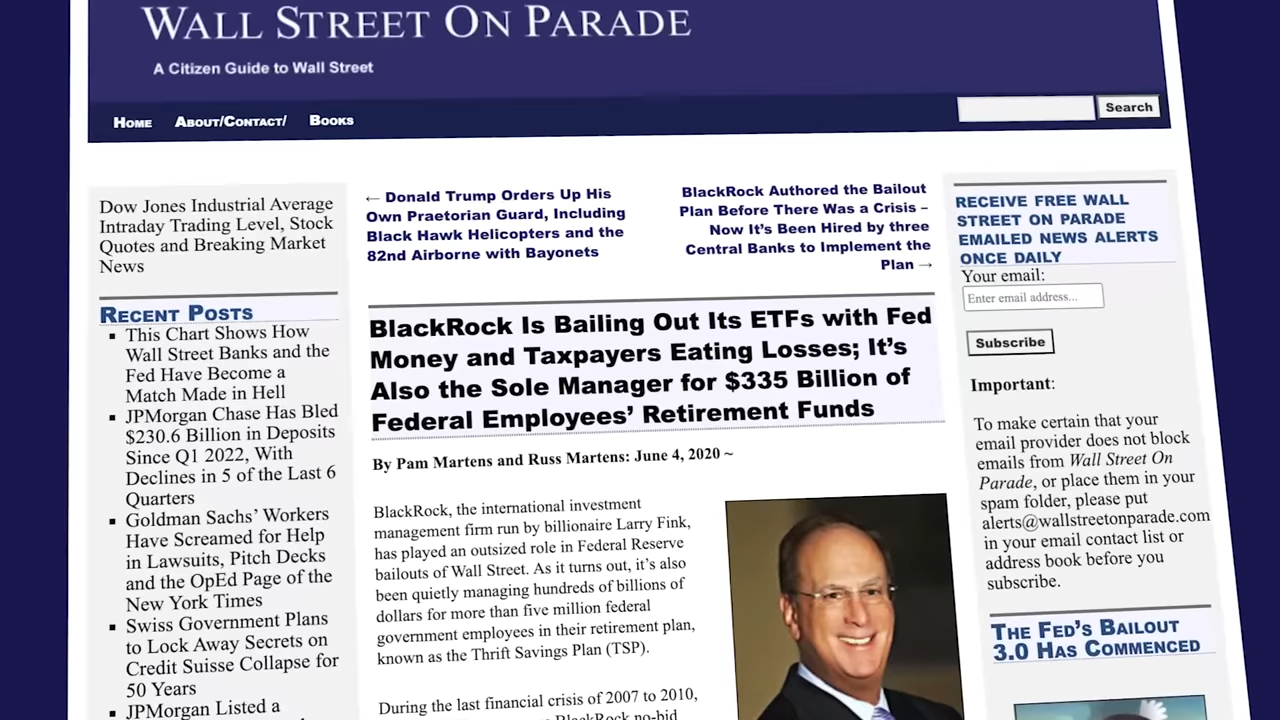 WALL STREET ON PARADE
A Citizen Guide to Wall Street
HOME
ABOUT/CONTACT/
BOOKS
Search
Dow Jones Industrial Average
Intraday Trading Level, Stock
Quotes and Breaking Market
News
RECENT POSTS
▪ This Chart Shows How
Wall Street Banks and the
Fed Have Become a
Match Made in Hell
▪ JPMorgan Chase Has Bled
$230.6 Billion in Deposits
Since Q1 2022, With
Declines in 5 of the Last 6
Quarters
▪ Goldman Sachs' Workers
Have Screamed for Help
in Lawsuits, Pitch Decks
and the OpEd Page of the
New York Times
▪ Swiss Government Plans
to Lock Away Secrets on
Credit Suisse Collapse for
50 Years
▪ JPMorgan Listed a
← Donald Trump Orders Up His
Own Praetorian Guard, Including
Black Hawk Helicopters and the
82nd Airborne with Bayonets
BlackRock Authored the Bailout
Plan Before There Was a Crisis –
Now It's Been Hired by three
Central Banks to Implement the
Plan →
BlackRock Is Bailing Out Its ETFs with Fed
Money and Taxpayers Eating Losses; It's
Also the Sole Manager for $335 Billion of
Federal Employees' Retirement Funds
By Pam Martens and Russ Martens: June 4, 2020 ~
BlackRock, the international investment
management firm run by billionaire Larry Fink,
has played an outsized role in Federal Reserve
bailouts of Wall Street. As it turns out, it's also
been quietly managing hundreds of billions of
dollars for more than five million federal
government employees in their retirement plan,
known as the Thrift Savings Plan (TSP).
During the last financial crisis of 2007 to 2010,
BlackRock no-bid
RECEIVE FREE WALL
STREET ON PARADE
EMAILED NEWS ALERTS
ONCE DAILY
Your email:
Enter email address...
Subscribe
Important:
To make certain that your
email provider does not block
emails from Wall Street On
Parade, or place them in your
spam folder, please put
alerts@wallstreetonparade.com
in your email contact list or
address book before you
subscribe.
THE FED'S BAILOUT
3.0 HAS COMMENCED